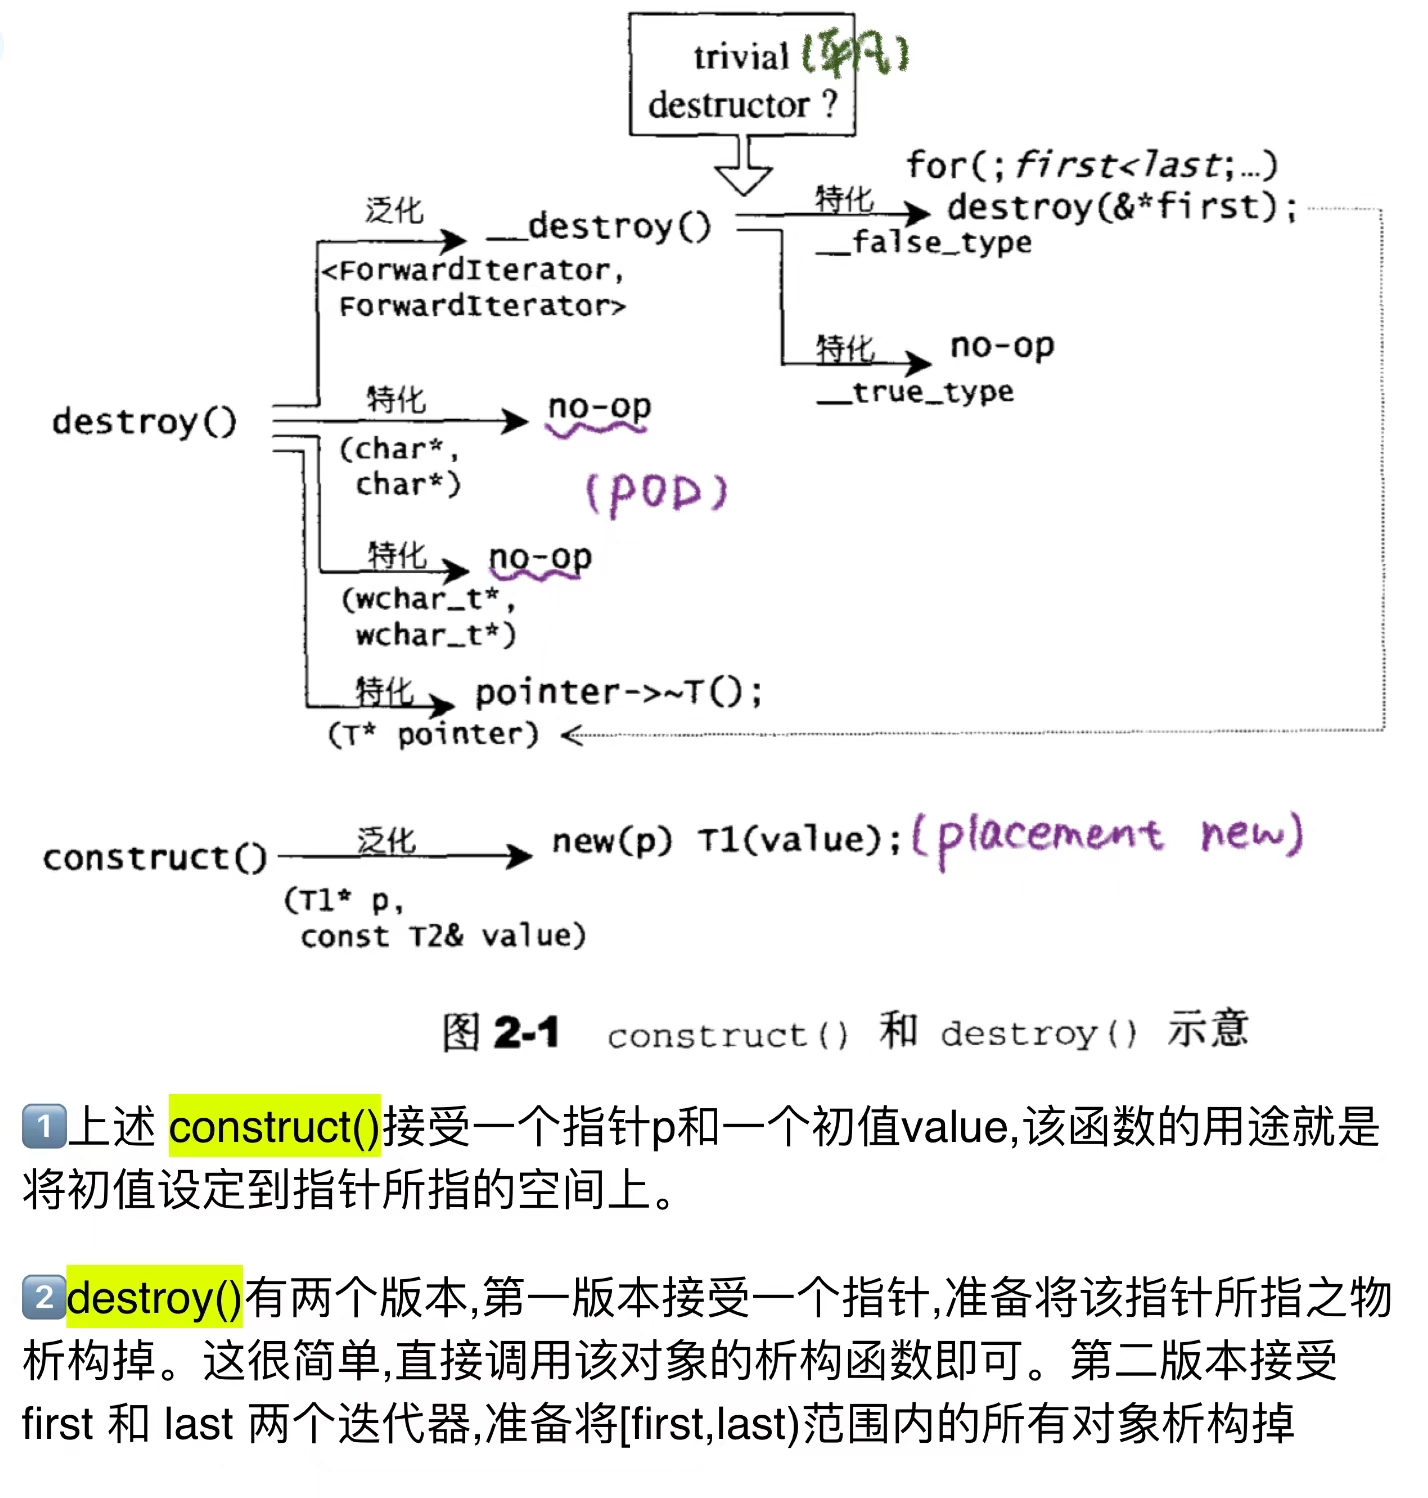 trivial (平凡)
destructor ?
for(;first<last;…)
泛化
特化
destroy(&*first);
__destroy()
__false_type
<ForwardIterator,
ForwardIterator>
特化
no-op
__true_type
destroy()
特化
no-op
(char*,
char*)
(POD)
特化
no-op
(wchar_t*,
wchar_t*)
特化
pointer->~T();
(T* pointer)
construct()
泛化
new(p) T1(value);
(placement new)
(T1* p,
const T2& value)
图 2-1 construct() 和 destroy() 示意
1上述 construct()接受一个指针p和一个初值value,该函数的用途就是
将初值设定到指针所指的空间上。
2destroy()有两个版本,第一版本接受一个指针,准备将该指针所指之物
析构掉。这很简单,直接调用该对象的析构函数即可。第二版本接受
first 和 last 两个迭代器,准备将[first,last)范围内的所有对象析构掉